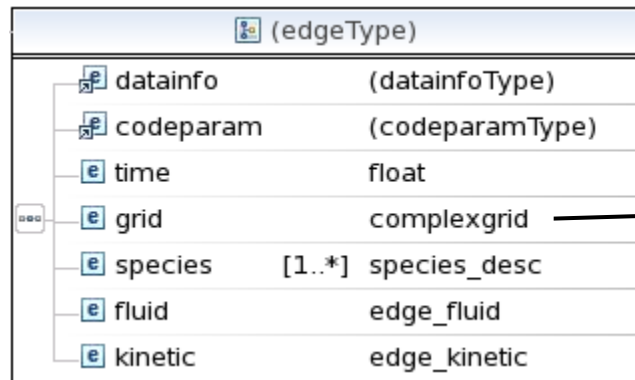 (edgeType)
datainfo (datainfoType)
codeparam (codeparamType)
time float
grid complexgrid
species [1..*] species_desc
fluid edge_fluid
kinetic edge_kinetic